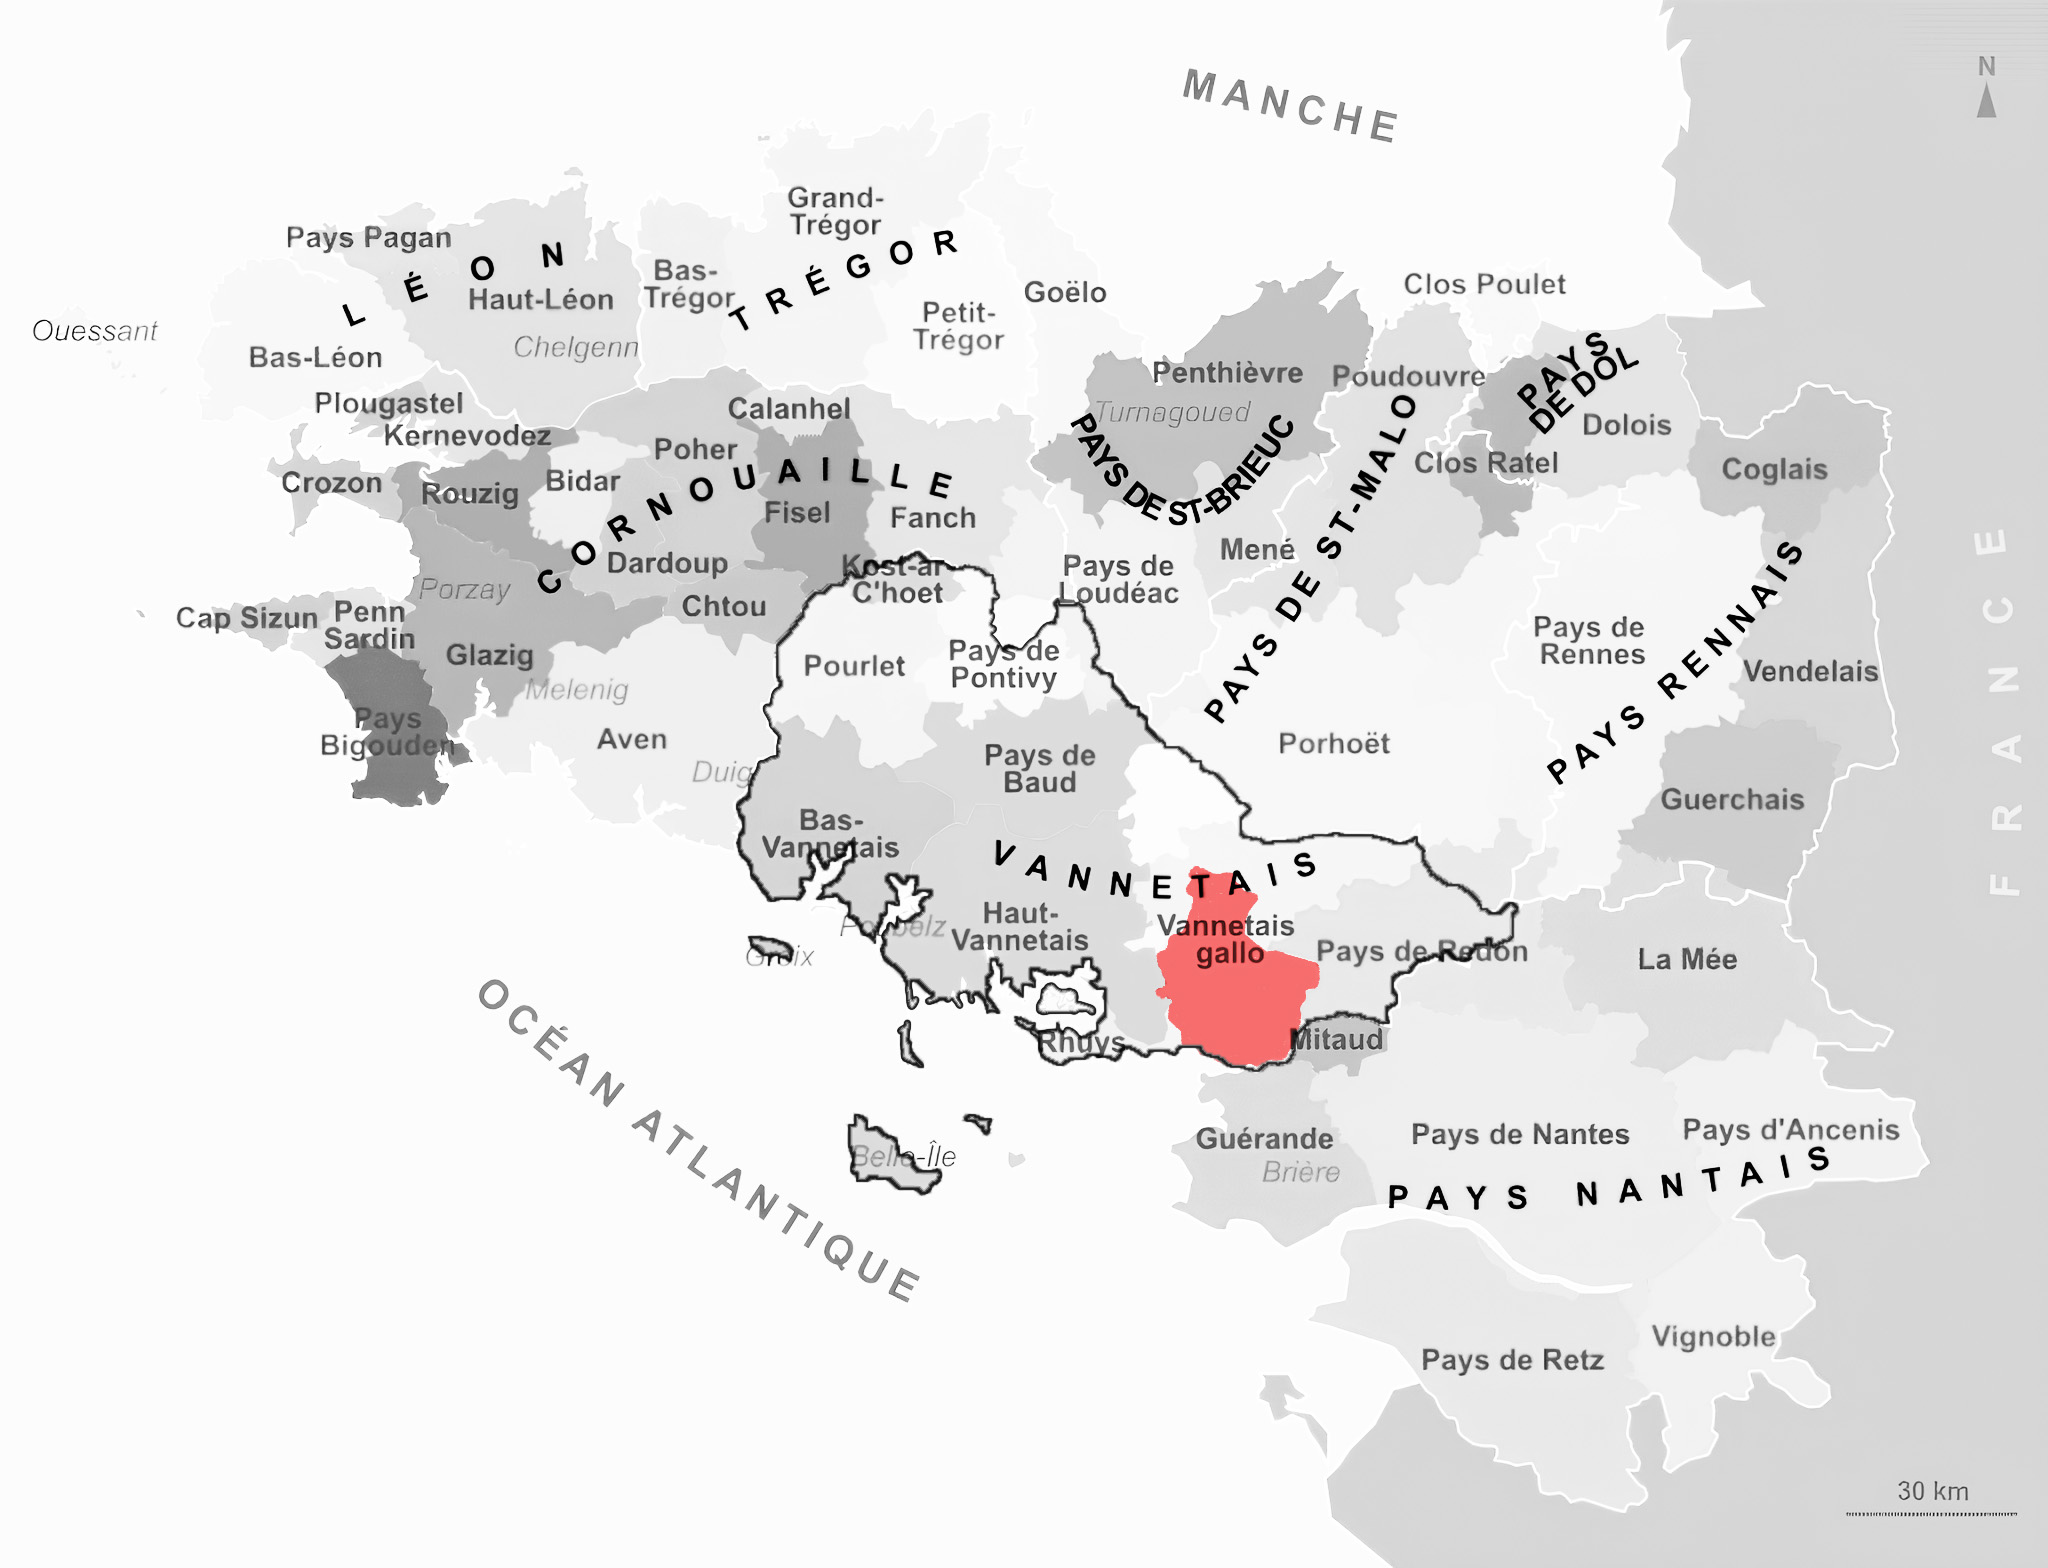 MANCHE
N
Grand-
Trégor
Pays Pagan
LÉON
Haut-Léon
Bas-
Trégor
TRÉGOR
Petit-
Trégor
Goëlo
Clos Poulet
Ouessant
Bas-Léon
Chelgenn
Penthièvre
Turnagoued
PAYS DE ST-BRIEUC
Poudouvre
PAYS
DE DOL
Dolois
Plougastel
Kernevodez
Calanhel
Poher
CORNOUAILLE
Crozon
Rouzig
Bidar
Fisel
Fanch
Clos Ratel
Coglais
PAYS DE ST-MALO
Dardoup
Kost-ar
C'hoet
Pays de
Loudéac
Mené
Porzay
Cap Sizun
Penn
Sardin
Chtou
Glazig
Melenig
Pourlet
Pays de
Pontivy
Pays de
Rennes
PAYS RENNAIS
Vendelais
FRANCE
Pays
Bigouden
Aven
Duig
Pays de
Baud
Porhoët
Guerchais
Bas-
Vannetais
VANNETAIS
Haut-
Vannetais
Vannetais
gallo
Pays de Redon
La Mée
Groix
Rhuys
Mitaud
OCÉAN ATLANTIQUE
Belle-Île
Guérande
Brière
Pays de Nantes
Pays d'Ancenis
PAYS NANTAIS
Pays de Retz
Vignoble
30 km